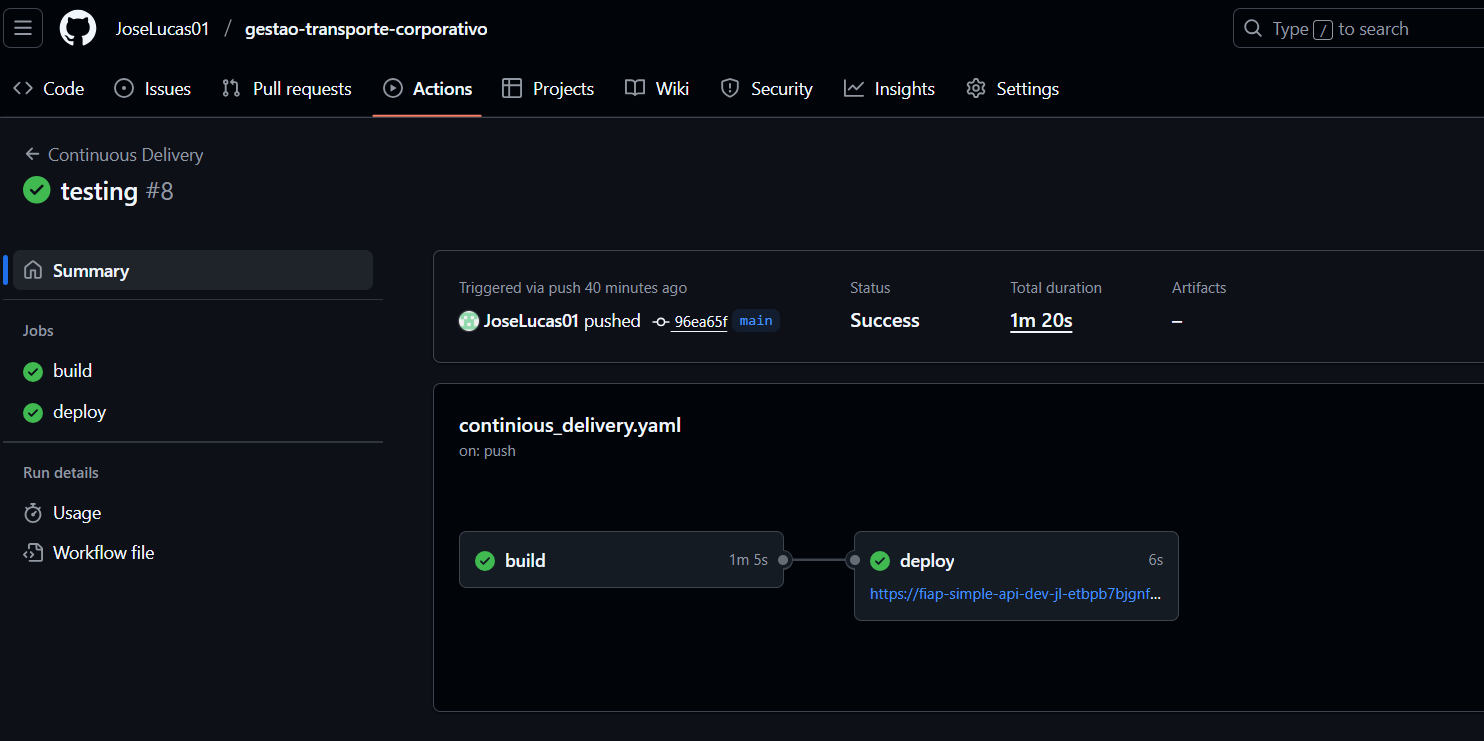 JoseLucas01 / gestao-transporte-corporativo
Type / to search
Code Issues Pull requests Actions Projects Wiki Security Insights Settings
Continuous Delivery
testing #8
Summary
Jobs
build
deploy
Run details
Usage
Workflow file
Triggered via push 40 minutes ago
JoseLucas01 pushed 96ea65f main
Status
Success
Total duration
1m 20s
Artifacts
–
continious_delivery.yaml
on: push
build 1m 5s
deploy 6s
https://fiap-simple-api-dev-jl-etbpb7bjgnf...